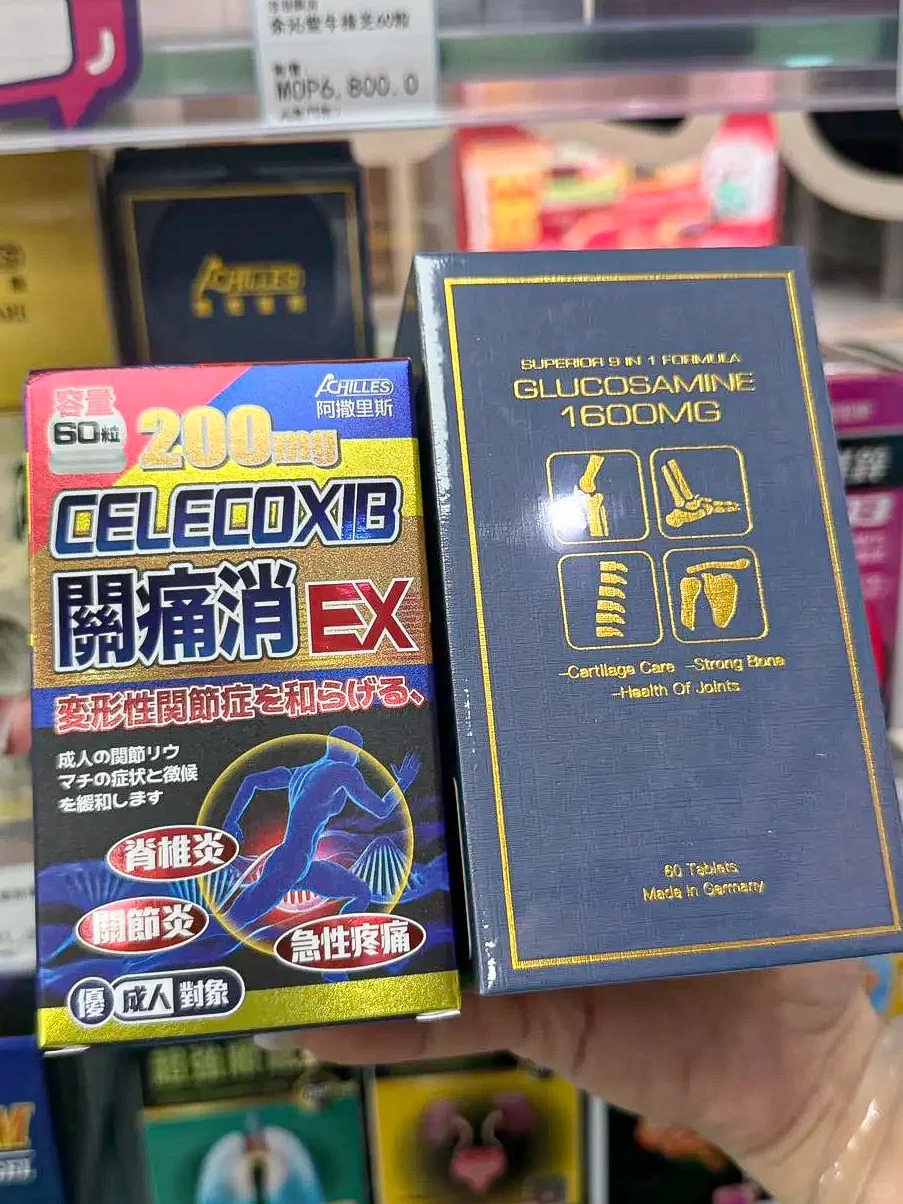 MOP6,800.0
ACHILLES
容量
60粒
200mg
ACHILLES
阿撒里斯
CELECOXIB
關痛消EX
変形性関節症を和らげる、
成人の関節リウ
マチの症状と徴候
を緩和します
脊椎炎
關節炎
急性疼痛
優 成人 對象
SUPERIOR 9 IN 1 FORMULA
GLUCOSAMINE
1600MG
-Cartilage Care -Strong Bone
-Health Of Joints
60 Tablets
Made In Germany